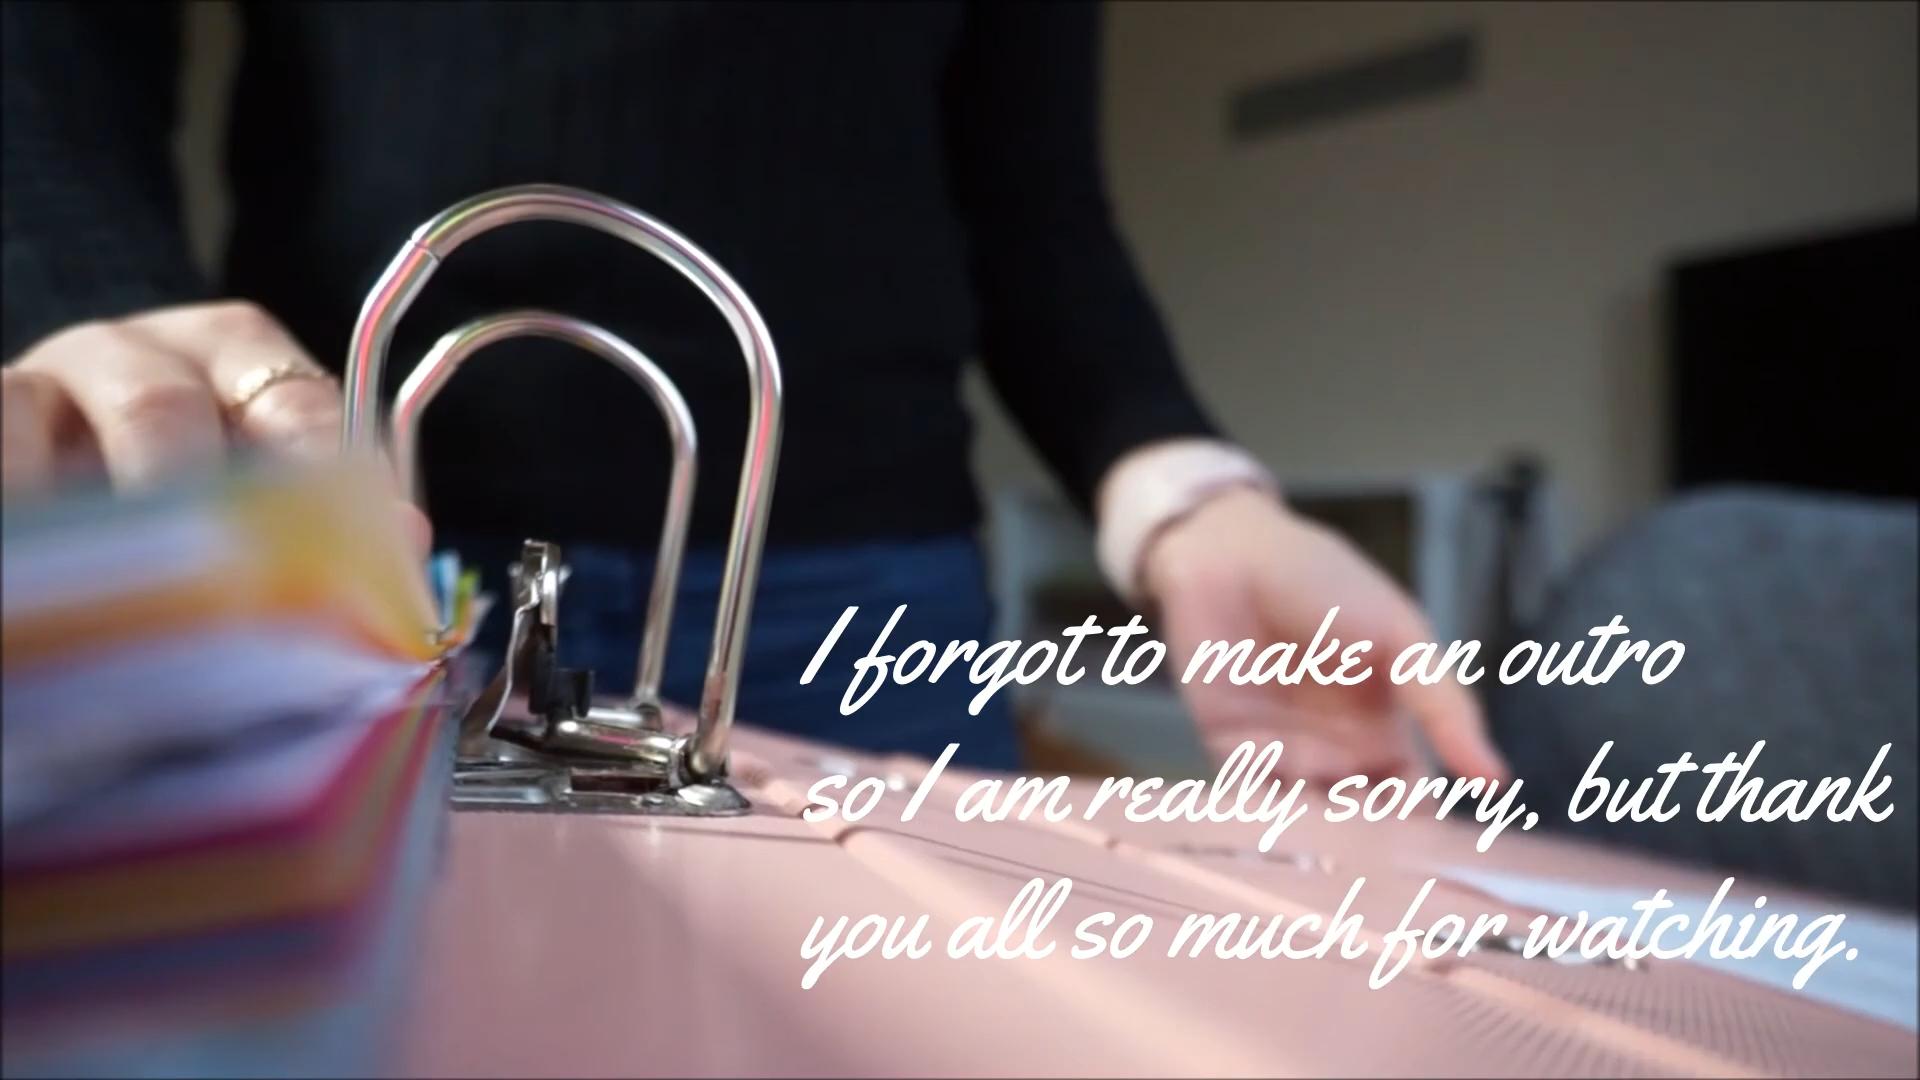 I forgot to make an outro
so I am really sorry, but thank
you all so much for watching.